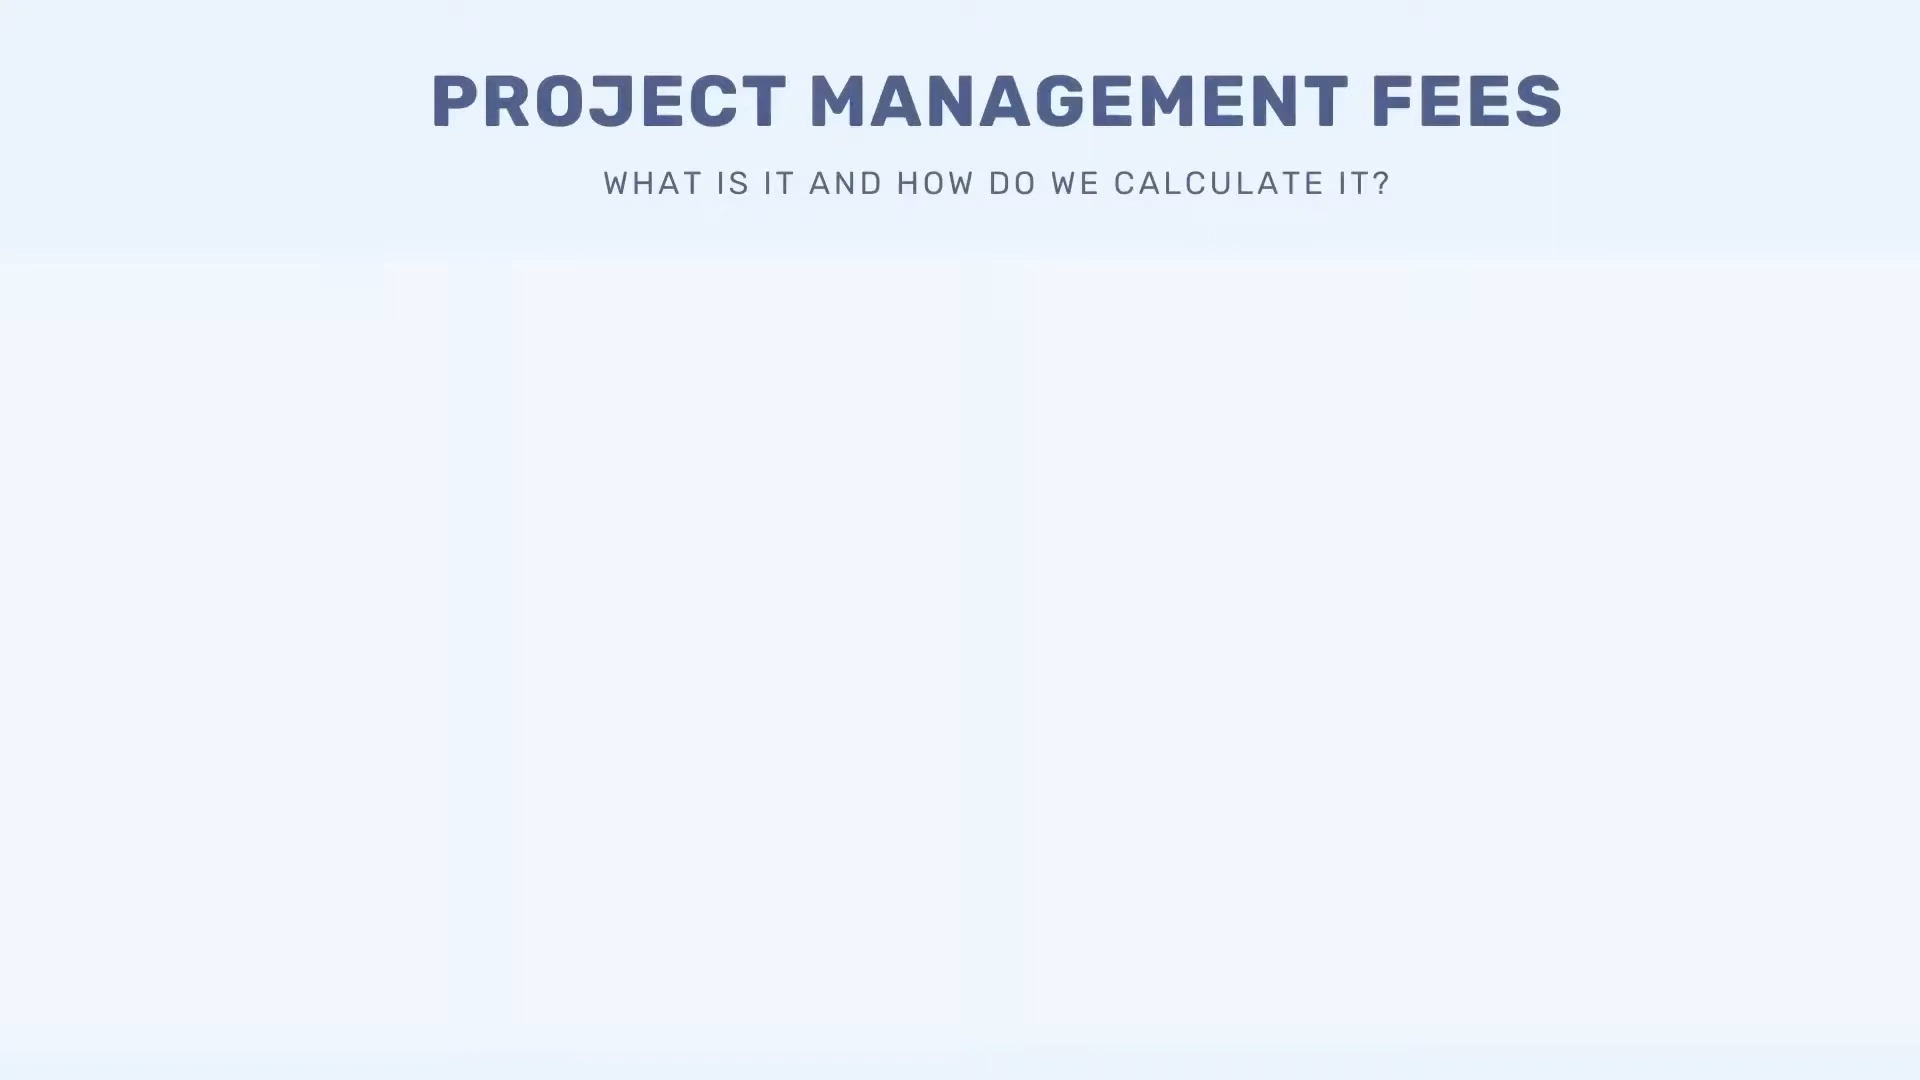 PROJECT MANAGEMENT FEES
WHAT IS IT AND HOW DO WE CALCULATE IT?